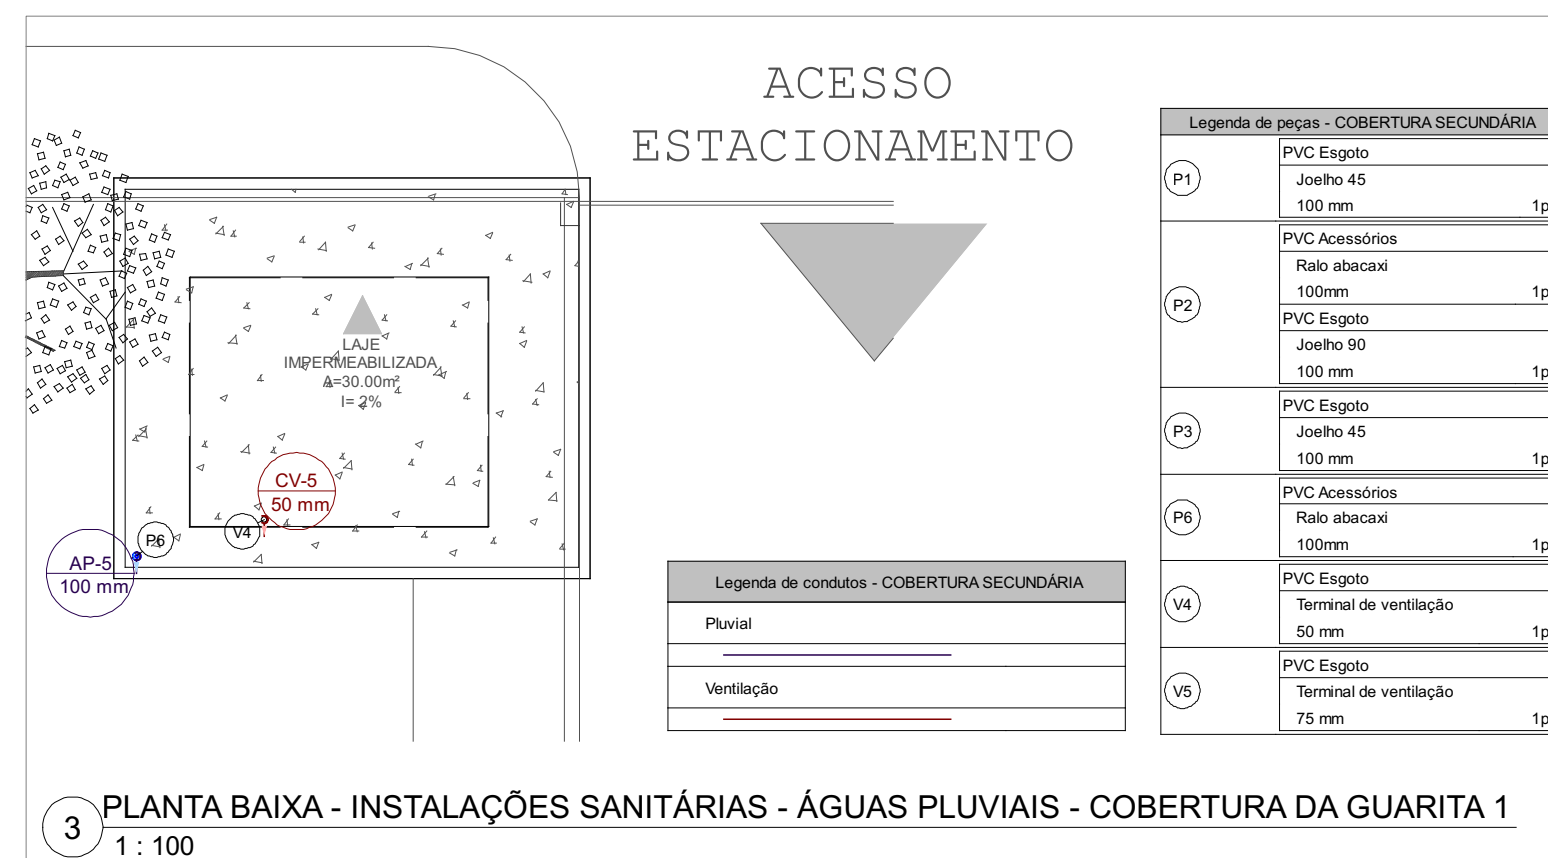 ACESSO
ESTACIONAMENTO
LAJE
IMPERMEABILIZADA
A=30.00m²
I= 2%
CV-5
50 mm
V4
P6
AP-5
100 mm
Legenda de condutos - COBERTURA SECUNDÁRIA
Pluvial
Ventilação
Legenda de peças - COBERTURA SECUNDÁRIA
P1
PVC Esgoto
Joelho 45
100 mm 1p
P2
PVC Acessórios
Ralo abacaxi
100mm 1p
PVC Esgoto
Joelho 90
100 mm 1p
P3
PVC Esgoto
Joelho 45
100 mm 1p
P6
PVC Acessórios
Ralo abacaxi
100mm 1p
V4
PVC Esgoto
Terminal de ventilação
50 mm 1p
V5
PVC Esgoto
Terminal de ventilação
75 mm 1p
3 PLANTA BAIXA - INSTALAÇÕES SANITÁRIAS - ÁGUAS PLUVIAIS - COBERTURA DA GUARITA 1
1 : 100